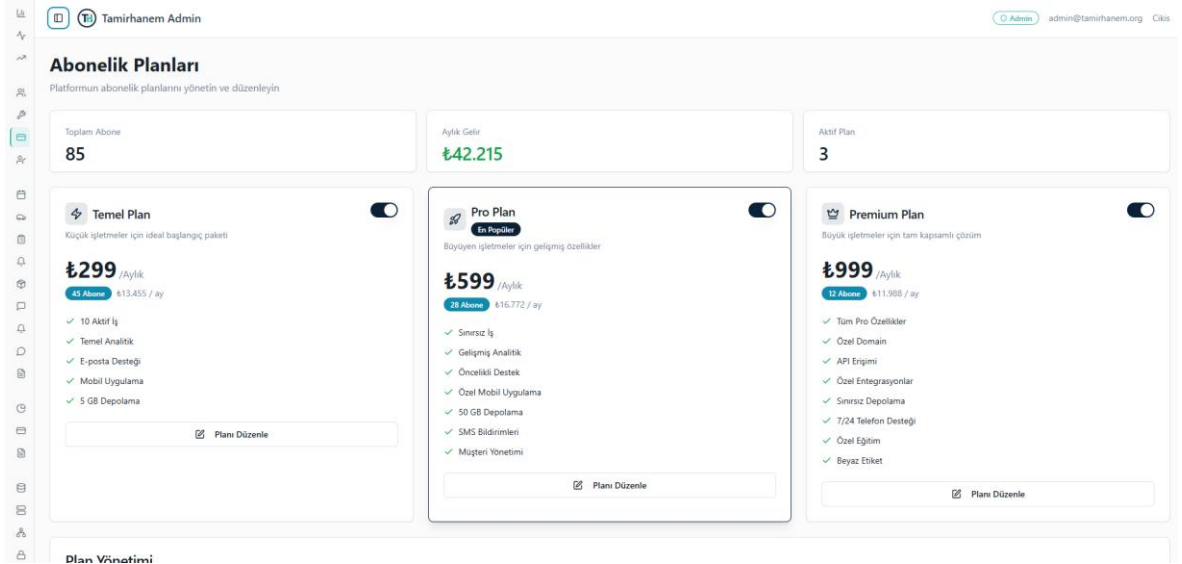 TB Tamirhanem Admin
Admin admin@tamirhanem.org Cikis
Abonelik Planları
Platformun abonelik planlarını yönetin ve düzenleyin
Toplam Abone
85
Aylık Gelir
₺42.215
Aktif Plan
3
Temel Plan
Küçük işletmeler için ideal başlangıç paketi
₺299 /Aylık
45 Abone ₺13.455 / ay
10 Aktif İş
Temel Analitik
E-posta Desteği
Mobil Uygulama
5 GB Depolama
Planı Düzenle
Pro Plan
En Popüler
Büyüyen işletmeler için gelişmiş özellikler
₺599 /Aylık
28 Abone ₺16.772 / ay
Sınırsız İş
Gelişmiş Analitik
Öncelikli Destek
Özel Mobil Uygulama
50 GB Depolama
SMS Bildirimleri
Müşteri Yönetimi
Planı Düzenle
Premium Plan
Büyük işletmeler için tam kapsamlı çözüm
₺999 /Aylık
12 Abone ₺11.988 / ay
Tüm Pro Özellikler
Özel Domain
API Erişimi
Özel Entegrasyonlar
Sınırsız Depolama
7/24 Telefon Desteği
Özel Eğitim
Beyaz Etiket
Planı Düzenle
Plan Yönetimi